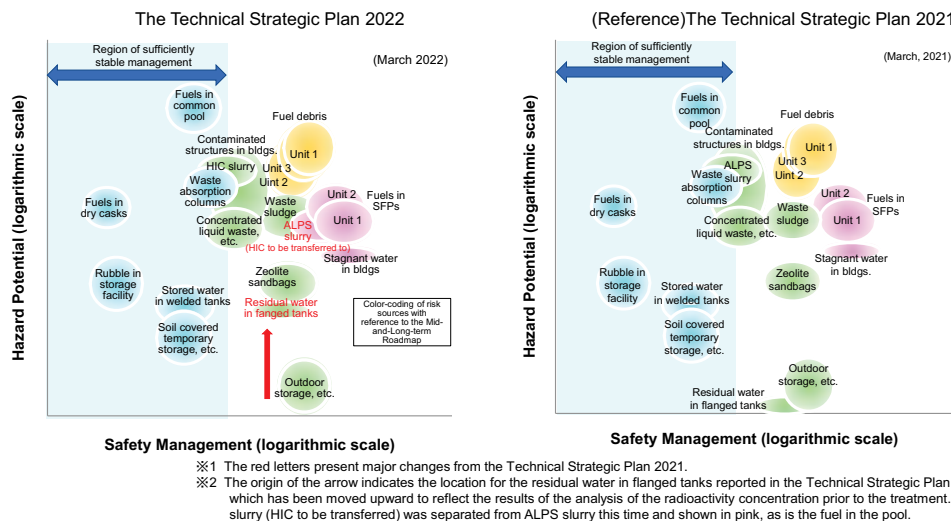 The Technical Strategic Plan 2022
Region of sufficiently
stable management
(March 2022)
Hazard Potential (logarithmic scale)
Fuels in
common
pool
Fuel debris
Contaminated
structures in bldgs.
Unit 1
HIC slurry
Unit 3
Unit 2
Waste
absorption
columns
Fuels in
dry casks
Waste
sludge
Unit 2
Fuels in
SFPs
Unit 1
Concentrated
liquid waste,
etc.
ALPS
slurry
(HIC to be transferred to)
Stagnant water
in bldgs
Rubble in
storage
facility
Zeolite
sandbags
Stored water
in welded tanks
Residual water
in fanged tanks
Color-coding of risk
sources with
reference to the Mid-
and-Long-term
Roadmap
Soil covered
temporary
storage, etc.
Outdoor
storage, etc.
Safety Management (logarithmic scale)
(Reference)The Technical Strategic Plan 2021
Region of sufficiently
stable management
(March, 2021)
Hazard Potential (logarithmic scale)
Fuels in
common
pool
Fuel debris
Contaminated
structures in bldgs.
Unit 1
ALPS
slurry
Unit 3
Unit 2
Waste
absorption
columns
Fuels in
dry casks
Unit 2
Fuels in
SFPs
Waste
sludge
Unit 1
Concentrated
liquid waste, etc.
Stagnant water
in bldgs.
Rubble in
storage
facility
Zeolite
sandbags
Stored water
in welded tanks
Soil covered
temporary
storage, etc.
Outdoor
storage, etc.
Residual water
in flanged tanks
Safety Management (logarithmic scale)
※1 The red letters present major changes from the Technical Strategic Plan 2021.
※2 The origin of the arrow indicates the location for the residual water in flanged tanks reported in the Technical Strategic Plan
which has been moved upward to reflect the results of the analysis of the radioactivity concentration prior to the treatment.
slurry (HIC to be transferred) was separated from ALPS slurry this time and shown in pink, as is the fuel in the pool.